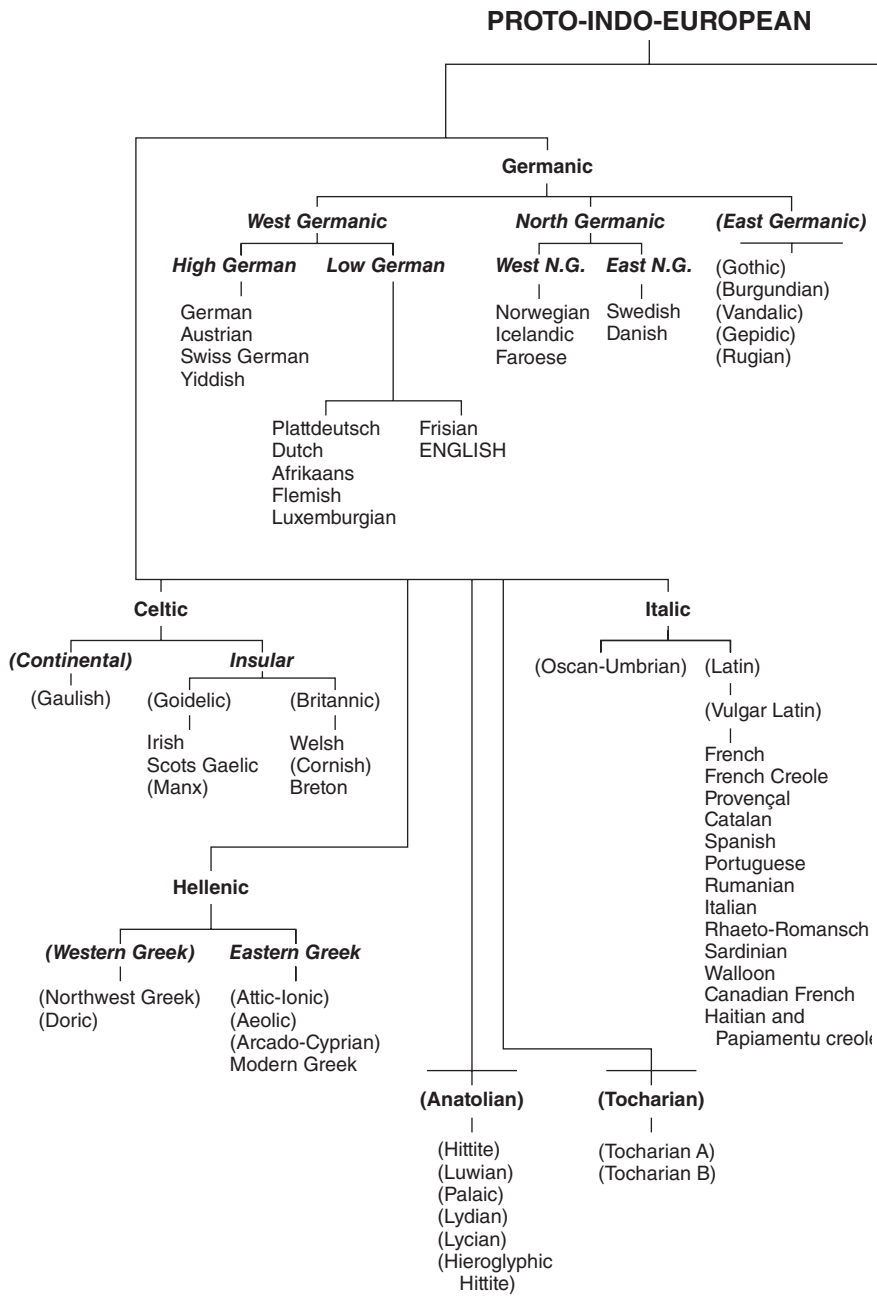 PROTO-INDO-EUROPEAN
Germanic
West Germanic
North Germanic
(East Germanic)
High German
Low German
West N.G.
East N.G.
German
Austrian
Swiss German
Yiddish
Plattdeutsch
Dutch
Afrikaans
Flemish
Luxemburgian
Frisian
ENGLISH
Norwegian
Icelandic
Faroese
Swedish
Danish
(Gothic)
(Burgundian)
(Vandalic)
(Gepidic)
(Rugian)
Celtic
(Continental)
Insular
(Gaulish)
(Goidelic)
(Britannic)
Irish
Scots Gaelic
(Manx)
Welsh
(Cornish)
Breton
Italic
(Oscan-Umbrian)
(Latin)
(Vulgar Latin)
French
French Creole
Provençal
Catalan
Spanish
Portuguese
Rumanian
Italian
Rhaeto-Romansch
Sardinian
Walloon
Canadian French
Haitian and
Papiamentu creole
Hellenic
(Western Greek)
Eastern Greek
(Northwest Greek)
(Doric)
(Attic-Ionic)
(Aeolic)
(Arcado-Cyprian)
Modern Greek
(Anatolian)
(Hittite)
(Luwian)
(Palaic)
(Lydian)
(Lycian)
(Hieroglyphic
Hittite)
(Tocharian)
(Tocharian A)
(Tocharian B)